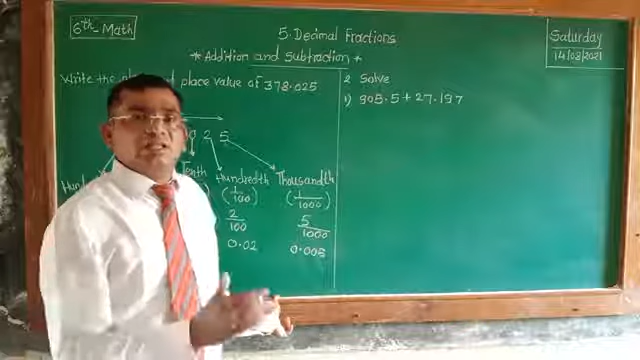 6th Math
5. Decimal Fractions
Saturday
14/08/2021
* Addition and Subtraction *
Write the place value of 378.025
2 Solve
1) 905.5 + 27.197
2 5
Tenth Hundredth Thousandth
(1/100) (1/1000)
2/100 5/1000
0.02 0.005